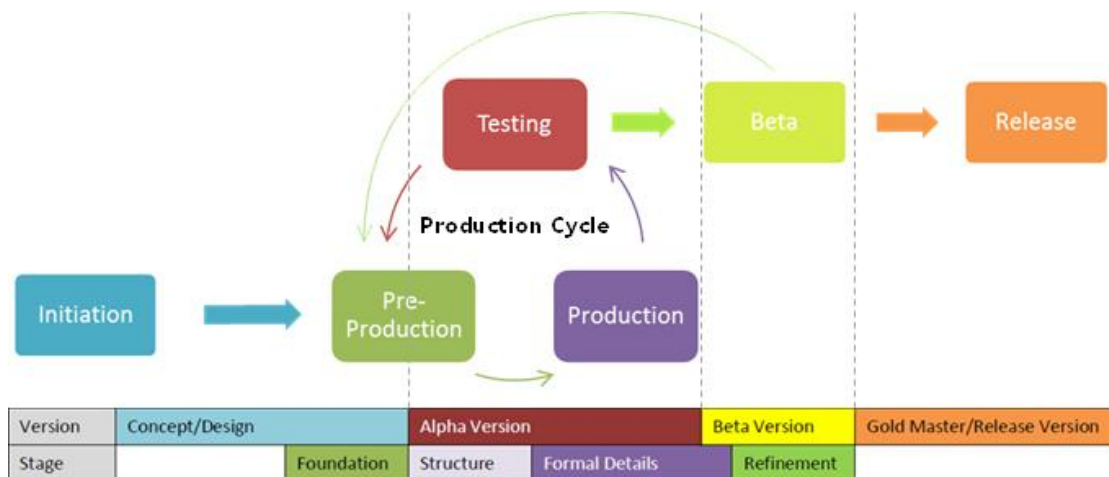 Testing
Beta
Release
Production Cycle
Initiation
Pre-
Production
Production
Version
Concept/Design
Alpha Version
Beta Version
Gold Master/Release Version
Stage
Foundation
Structure
Formal Details
Refinement